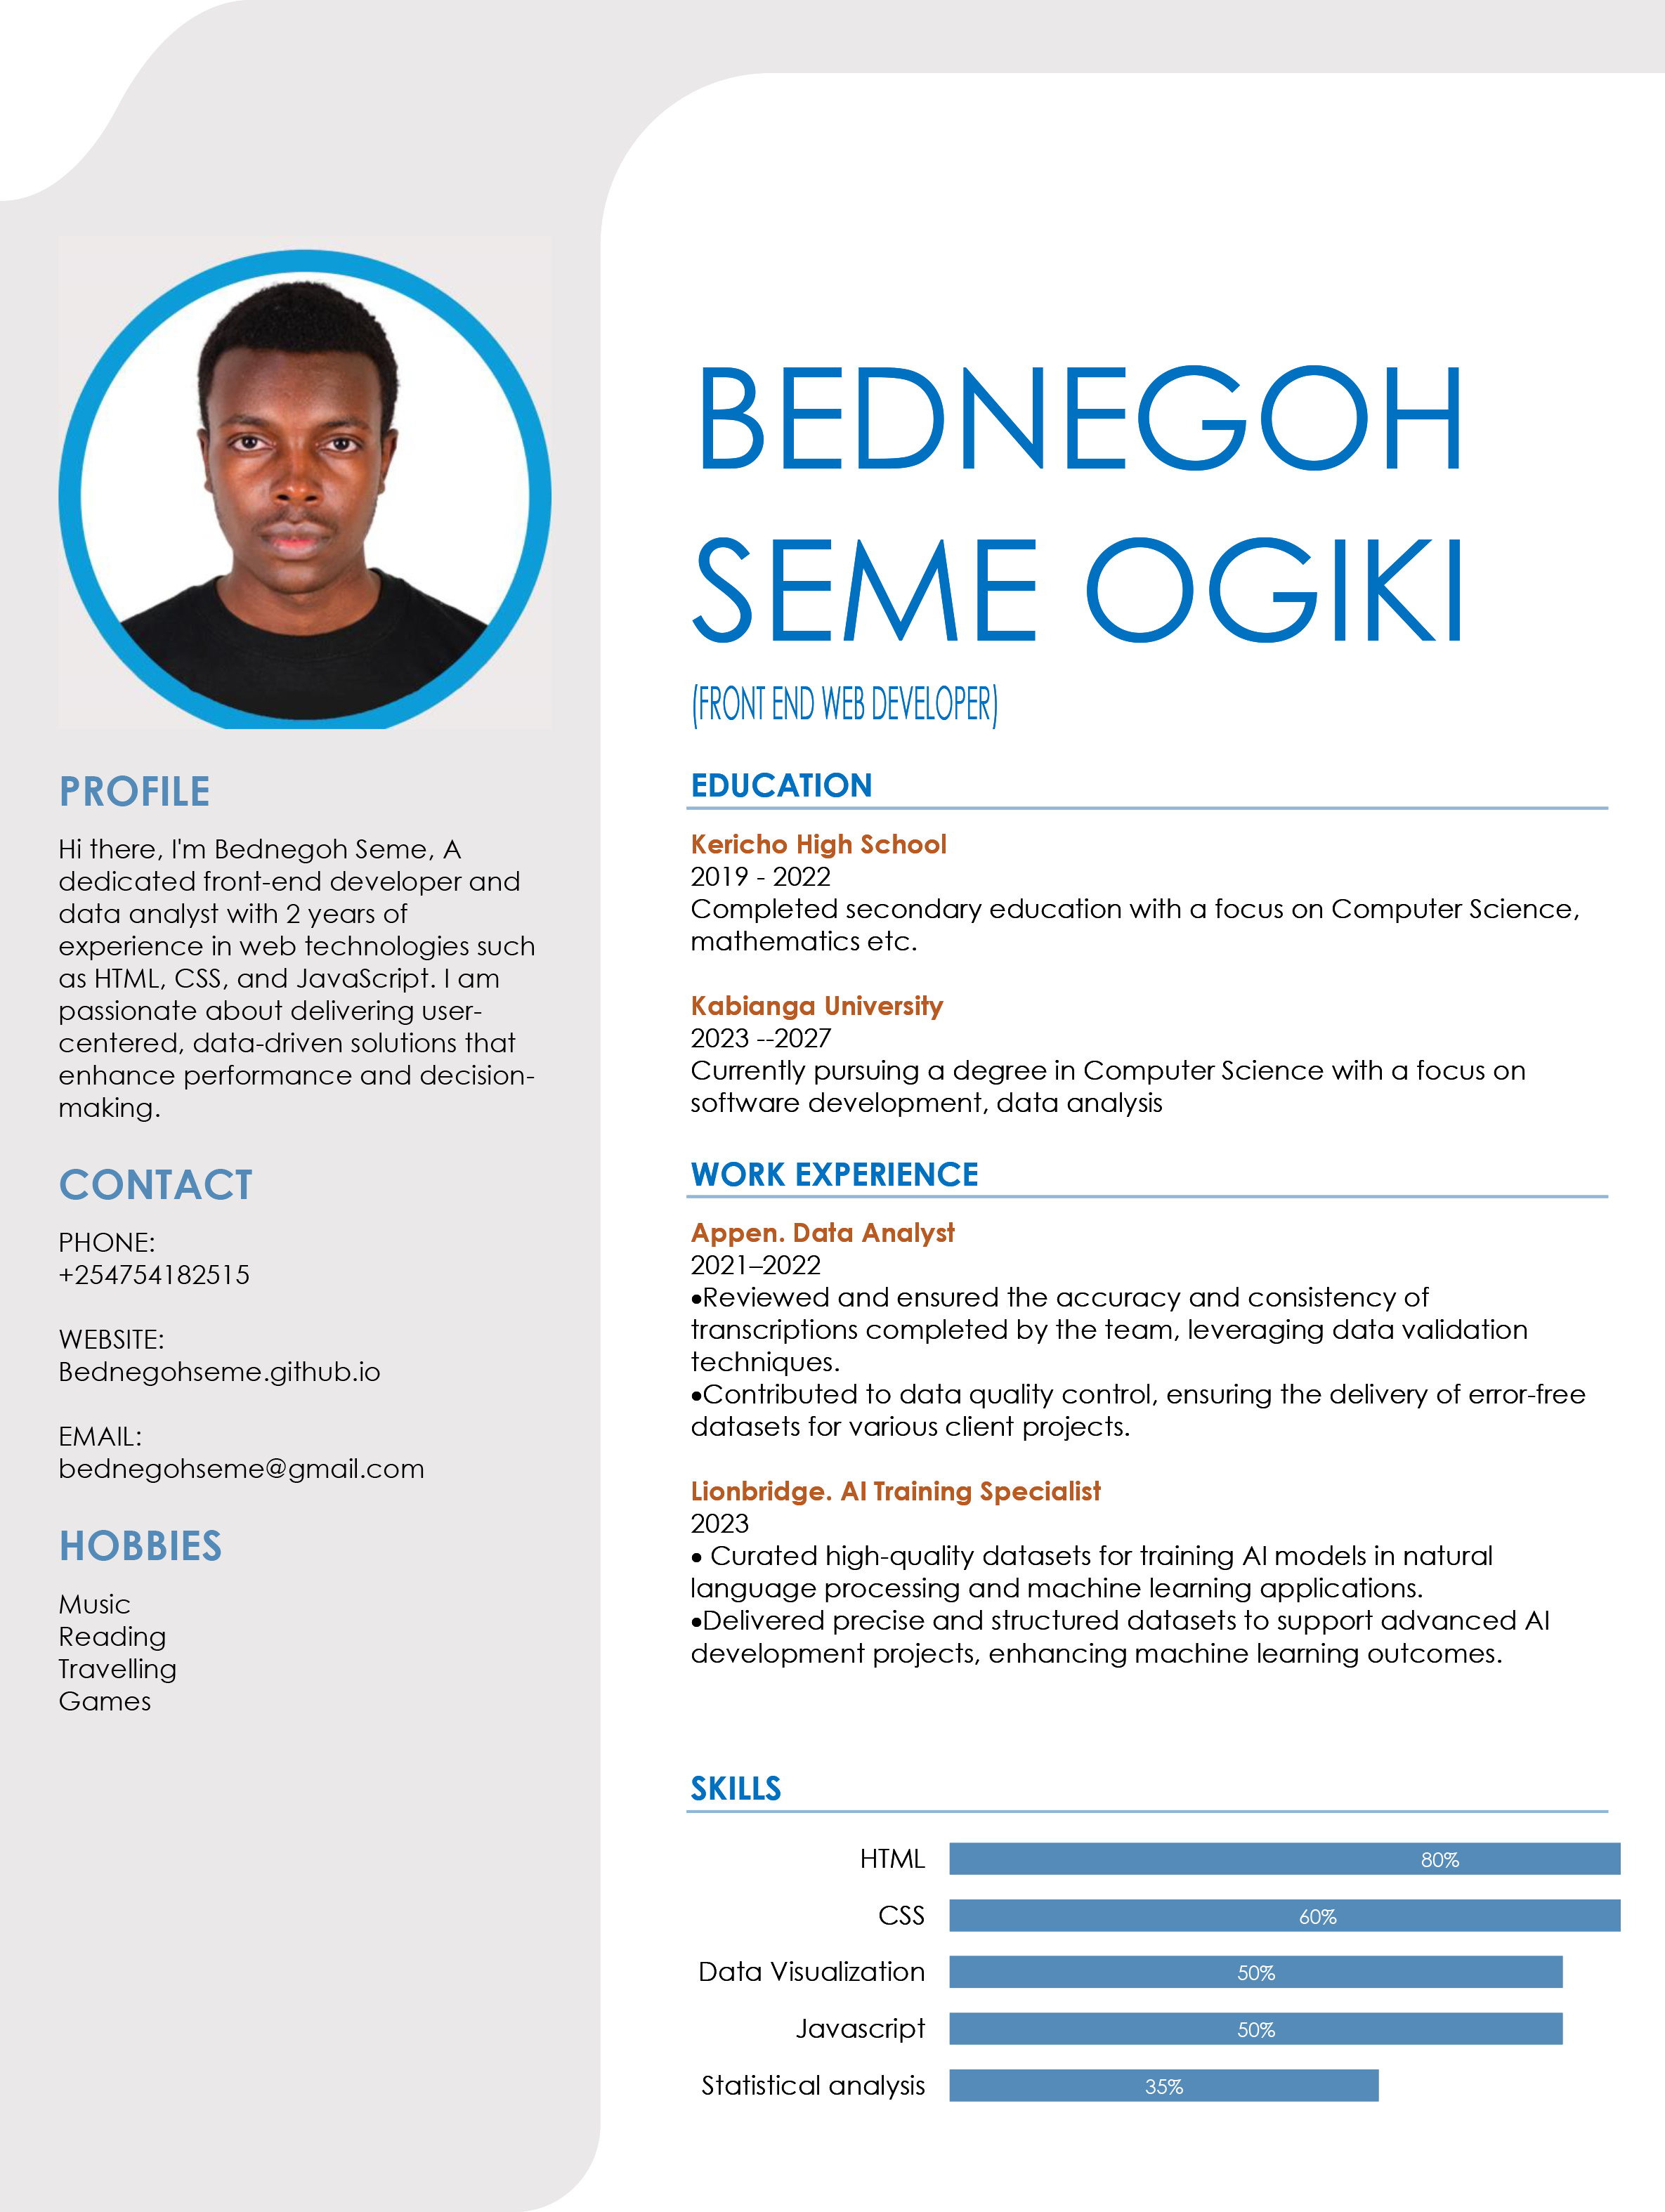 BEDNEGOH
SEME OGIKI
(FRONT END WEB DEVELOPER)
PROFILE
Hi there, I'm Bednegoh Seme, A
dedicated front-end developer and
data analyst with 2 years of
experience in web technologies such
as HTML, CSS, and JavaScript. I am
passionate about delivering user-
centered, data-driven solutions that
enhance performance and decision-
making.
CONTACT
PHONE:
+254754182515
WEBSITE:
Bednegohseme.github.io
EMAIL:
bednegohseme@gmail.com
HOBBIES
Music
Reading
Travelling
Games
EDUCATION
Kericho High School
2019 - 2022
Completed secondary education with a focus on Computer Science,
mathematics etc.
Kabianga University
2023 --2027
Currently pursuing a degree in Computer Science with a focus on
software development, data analysis
WORK EXPERIENCE
Appen. Data Analyst
2021–2022
•Reviewed and ensured the accuracy and consistency of
transcriptions completed by the team, leveraging data validation
techniques.
•Contributed to data quality control, ensuring the delivery of error-free
datasets for various client projects.
Lionbridge. AI Training Specialist
2023
• Curated high-quality datasets for training AI models in natural
language processing and machine learning applications.
•Delivered precise and structured datasets to support advanced AI
development projects, enhancing machine learning outcomes.
SKILLS
HTML 80%
CSS 60%
Data Visualization 50%
Javascript 50%
Statistical analysis 35%